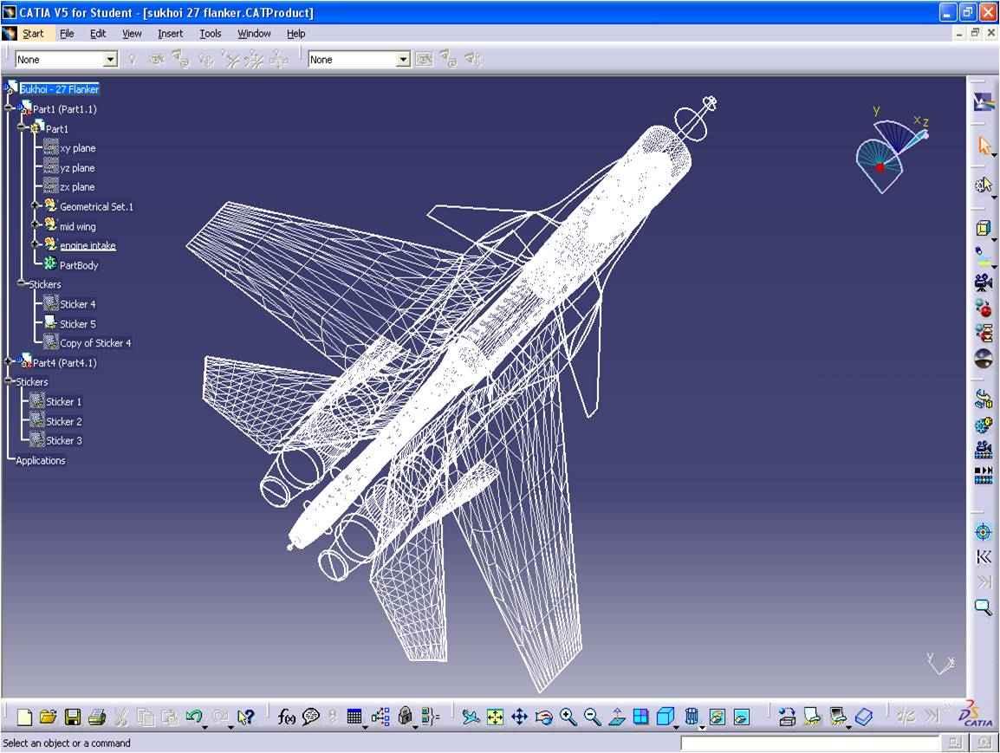 CATIA V5 for Student - [sukhoi 27 flanker.CATProduct]
Start File Edit View Insert Tools Window Help
None None
Sukhoi - 27 Flanker
Part1 (Part1.1)
Part1
xy plane
yz plane
zx plane
Geometrical Set.1
mid wing
engine intake
PartBody
Stickers
Sticker 4
Sticker 5
Copy of Sticker 4
Part4 (Part4.1)
Stickers
Sticker 1
Sticker 2
Sticker 3
Applications
y x z
y z
f(x)
DS CATIA
Select an object or a command